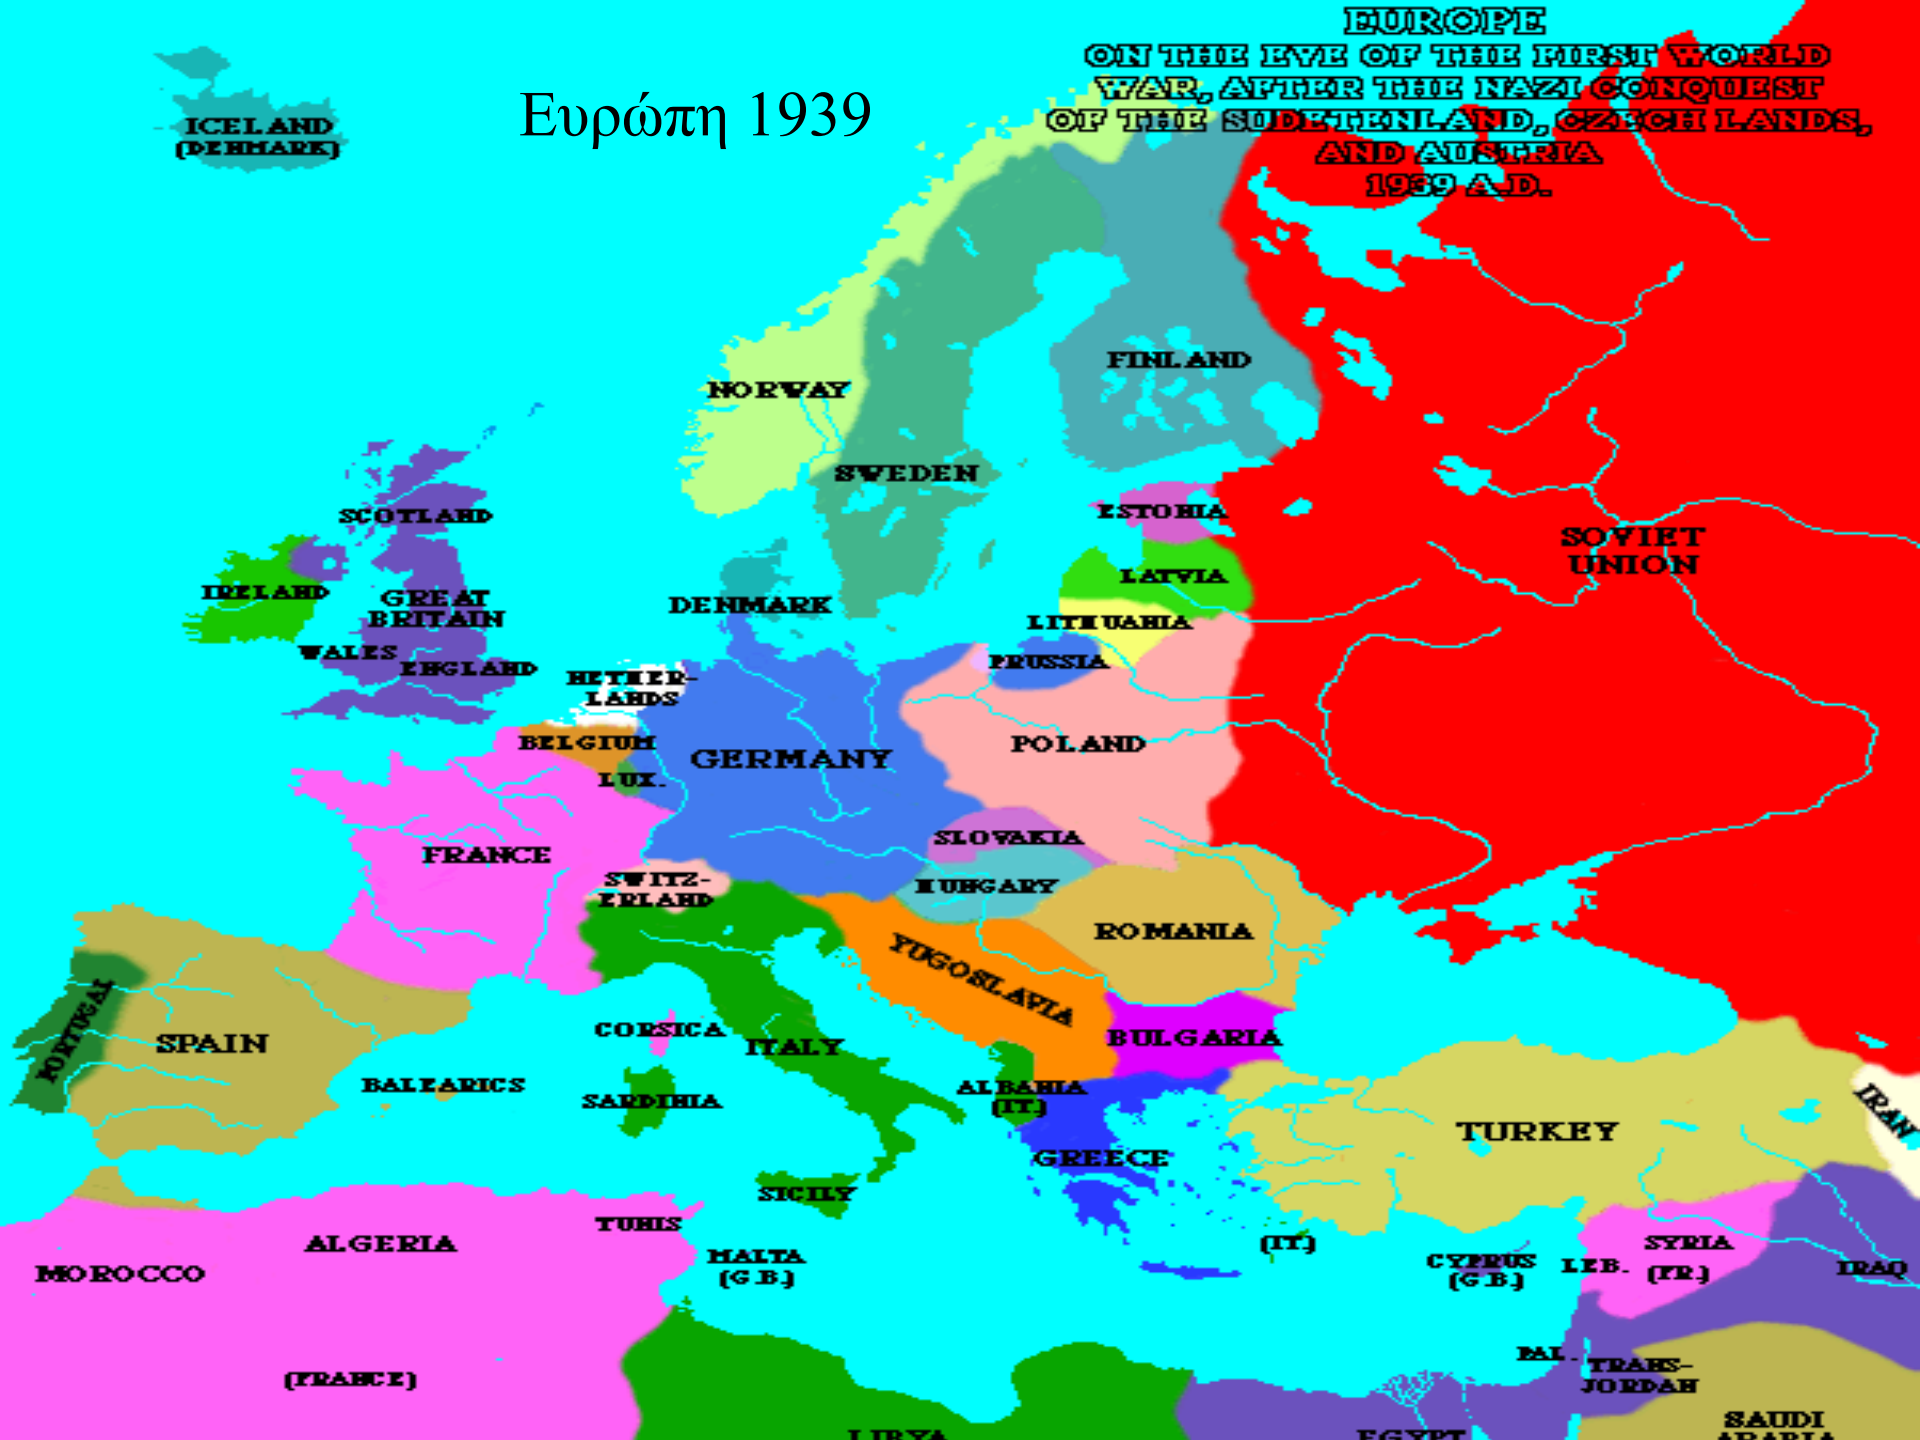 EUROPE
ON THE EVE OF THE FIRST WORLD
WAR, AFTER THE NAZI CONQUEST
OF THE SUDETENLAND, CZECH LANDS,
AND AUSTRIA
1939 A.D.
Ευρώπη 1939
ICELAND
(DENMARK)
FINLAND
NORWAY
SWEDEN
SCOTLAND
ESTONIA
SOVIET
UNION
LATVIA
IRELAND
GREAT
BRITAIN
DENMARK
LITHUANIA
WALES
ENGLAND
PRUSSIA
NETHER-
LANDS
BELGIUM
GERMANY
POLAND
LUX.
SLOVAKIA
FRANCE
SWITZ-
ERLAND
HUNGARY
ROMANIA
YUGOSLAVIA
PORTUGAL
SPAIN
CORSICA
ITALY
BULGARIA
BALEARICS
SARDINIA
ALBANIA
(IT.)
IRAN
TURKEY
GREECE
SICILY
TUNIS
ALGERIA
MOROCCO
MALTA
(G.B.)
(IT.)
CYPRUS
(G.B.)
LEB.
SYRIA
(FR.)
IRAQ
(FRANCE)
PAL.
TRANS-
JORDAN
SAUDI
ARABIA
LIBYA
EGYPT